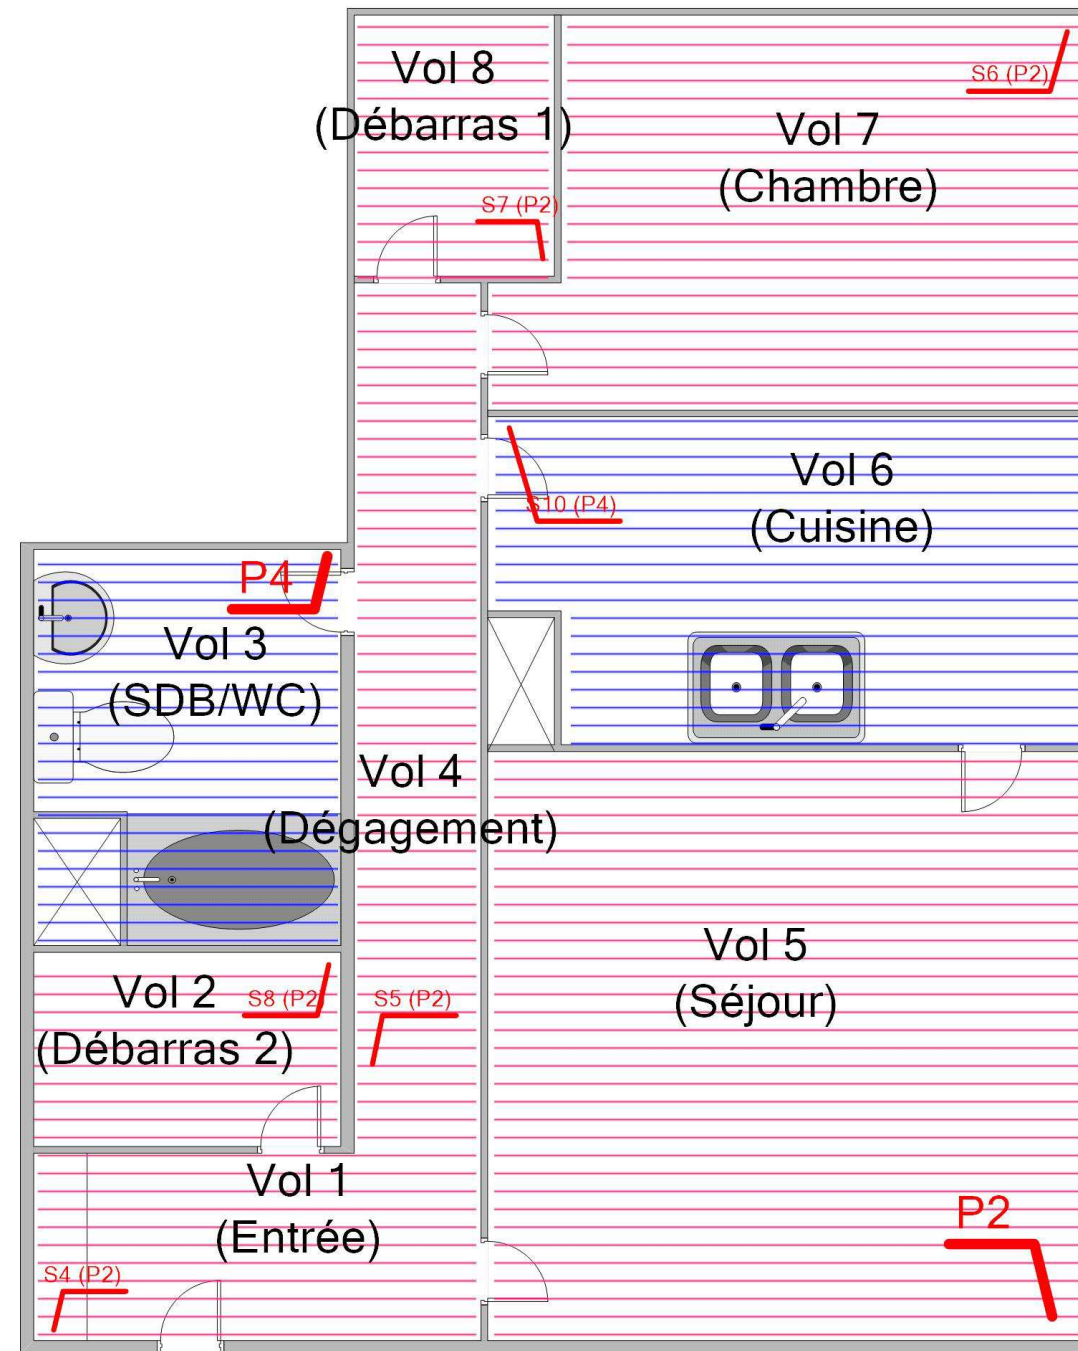 Vol 8
(Débarras 1)
S7 (P2)
S6 (P2)
Vol 7
(Chambre)
Vol 6
(Cuisine)
S10 (P4)
P4
Vol 3
(SDB/WC)
Vol 4
(Dégagement)
Vol 5
(Séjour)
Vol 2
(Débarras 2)
S8 (P2)
S5 (P2)
Vol 1
(Entrée)
S4 (P2)
P2